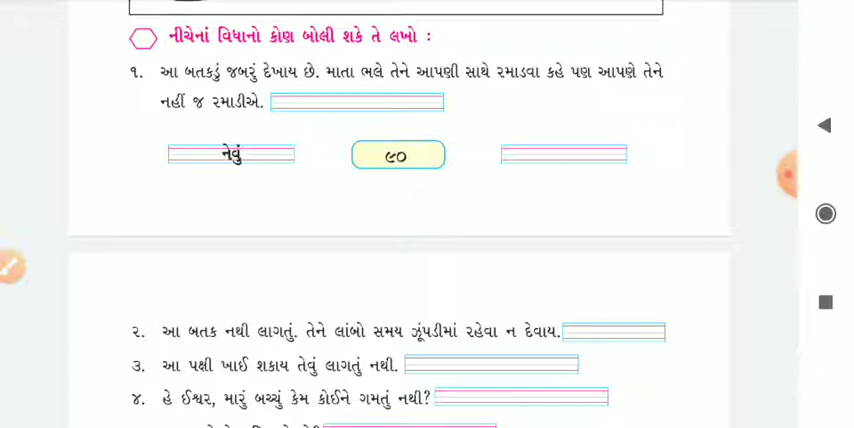 નીચેનાં વિધાનો કોણ બોલી શકે તે લખો :
૧. આ બતકડું જબરું દેખાય છે. માતા ભલે તેને આપણી સાથે રમાડવા કહે પણ આપણે તેને
નહીં જ રમાડીએ.
નેવું ૯૦
૨. આ બતક નથી લાગતું. તેને લાંબો સમય ઝૂંપડીમાં રહેવા ન દેવાય.
૩. આ પક્ષી ખાઈ શકાય તેવું લાગતું નથી.
૪. હે ઈશ્વર, મારું બચ્ચું કેમ કોઈને ગમતું નથી?